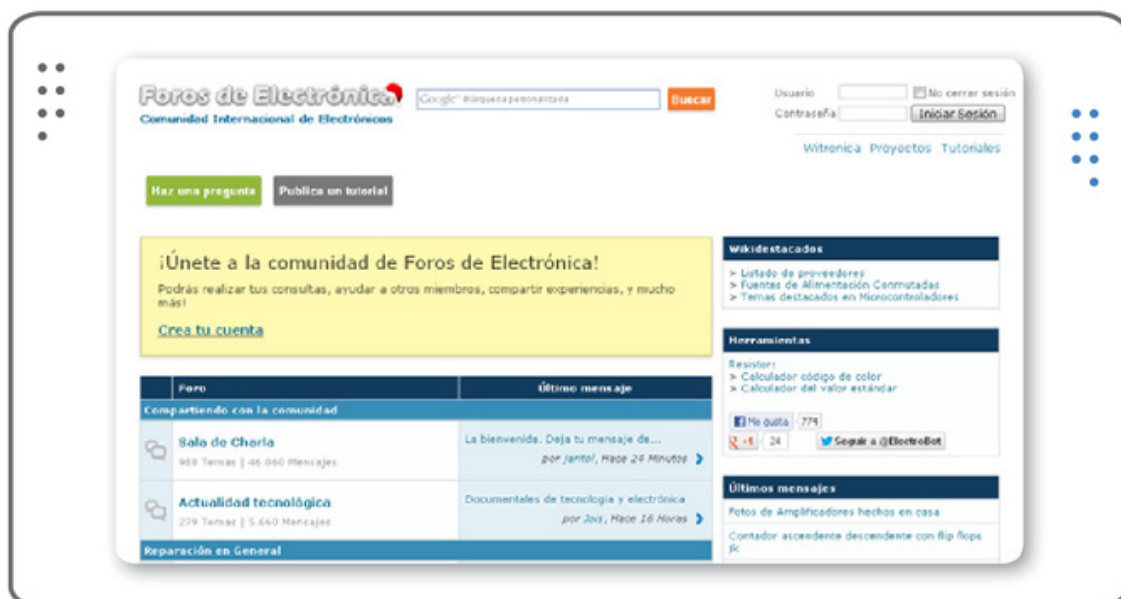 Foros de Electrónica
Comunidad Internacional de Electrónicos
Google™ Búsqueda personalizada
Buscar
Usuario
No cerrar sesión
Contraseña
Iniciar Sesión
Witronica Proyectos Tutoriales
Haz una pregunta
Publica un tutorial
¡Únete a la comunidad de Foros de Electrónica!
Podrás realizar tus consultas, ayudar a otros miembros, compartir experiencias, y mucho
más!
Crea tu cuenta
Foro
Último mensaje
Compartiendo con la comunidad
Sala de Charla
988 Temas | 46.060 Mensajes
La bienvenida. Deja tu mensaje de...
por Jantol, Hace 24 Minutos
Actualidad tecnológica
279 Temas | 5.660 Mensajes
Documentales de tecnología y electrónica
por Jois, Hace 16 Horas
Reparación en General
Wikidestacados
> Listado de proveedores
> Fuentes de Alimentación Conmutadas
> Temas destacados en Microcontroladores
Herramientas
Resistor:
> Calculador código de color
> Calculador del valor estándar
Me gusta 774
+1 24
Seguir a @ElectroBot
Últimos mensajes
Fotos de Amplificadores hechos en casa
Contador ascendente descendente con flip flops
jk